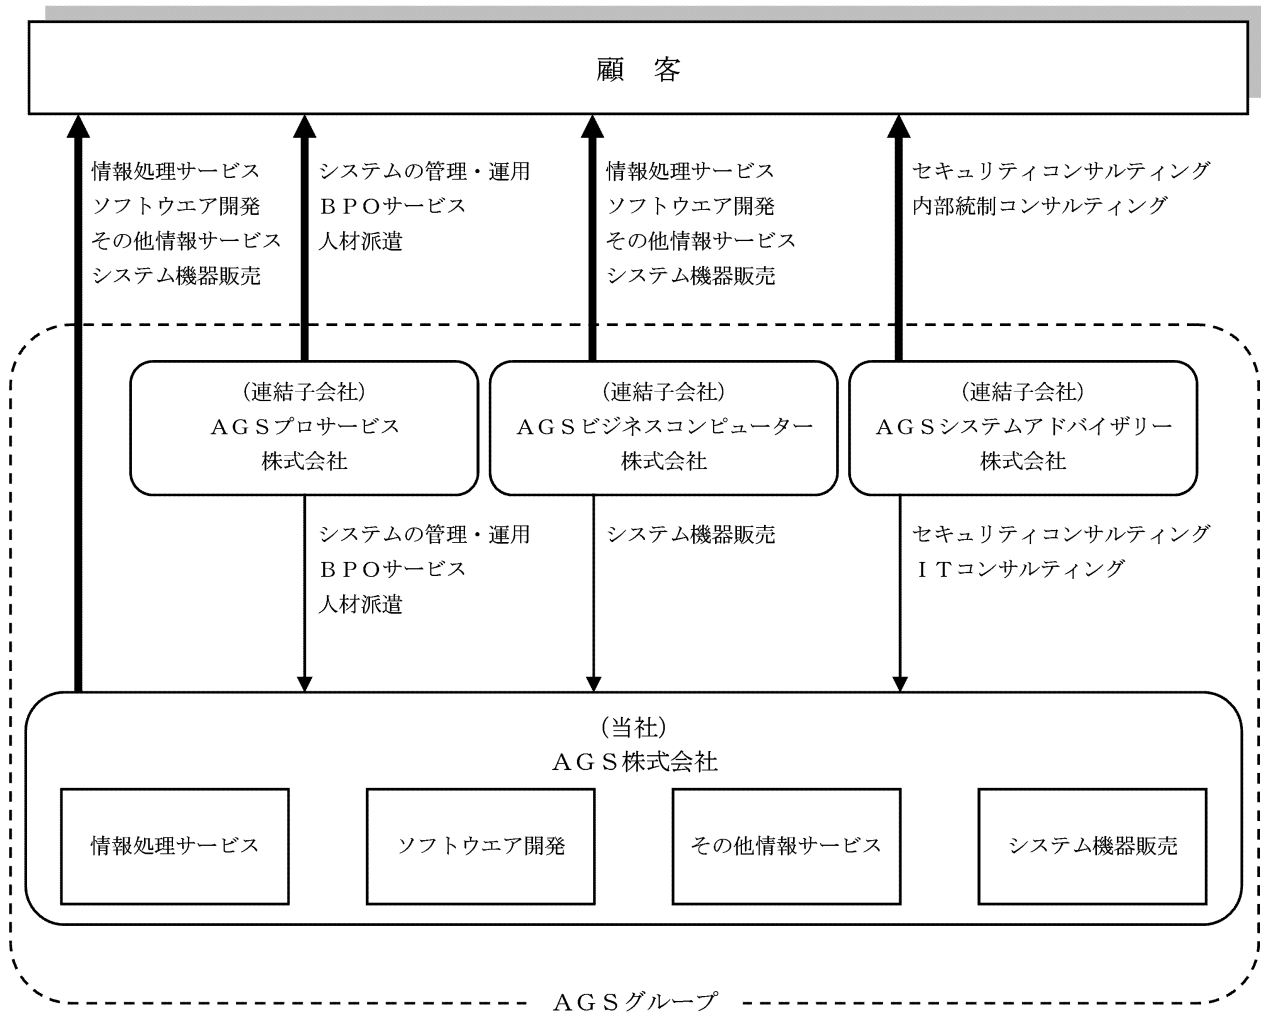 顧　客
情報処理サービス
ソフトウエア開発
その他情報サービス
システム機器販売
システムの管理・運用
ＢＰＯサービス
人材派遣
情報処理サービス
ソフトウエア開発
その他情報サービス
システム機器販売
セキュリティコンサルティング
内部統制コンサルティング
（連結子会社）
ＡＧＳプロサービス
株式会社
（連結子会社）
ＡＧＳビジネスコンピューター
株式会社
（連結子会社）
ＡＧＳシステムアドバイザリー
株式会社
システムの管理・運用
ＢＰＯサービス
人材派遣
システム機器販売
セキュリティコンサルティング
ＩＴコンサルティング
（当社）
ＡＧＳ株式会社
情報処理サービス
ソフトウエア開発
その他情報サービス
システム機器販売
ＡＧＳグループ